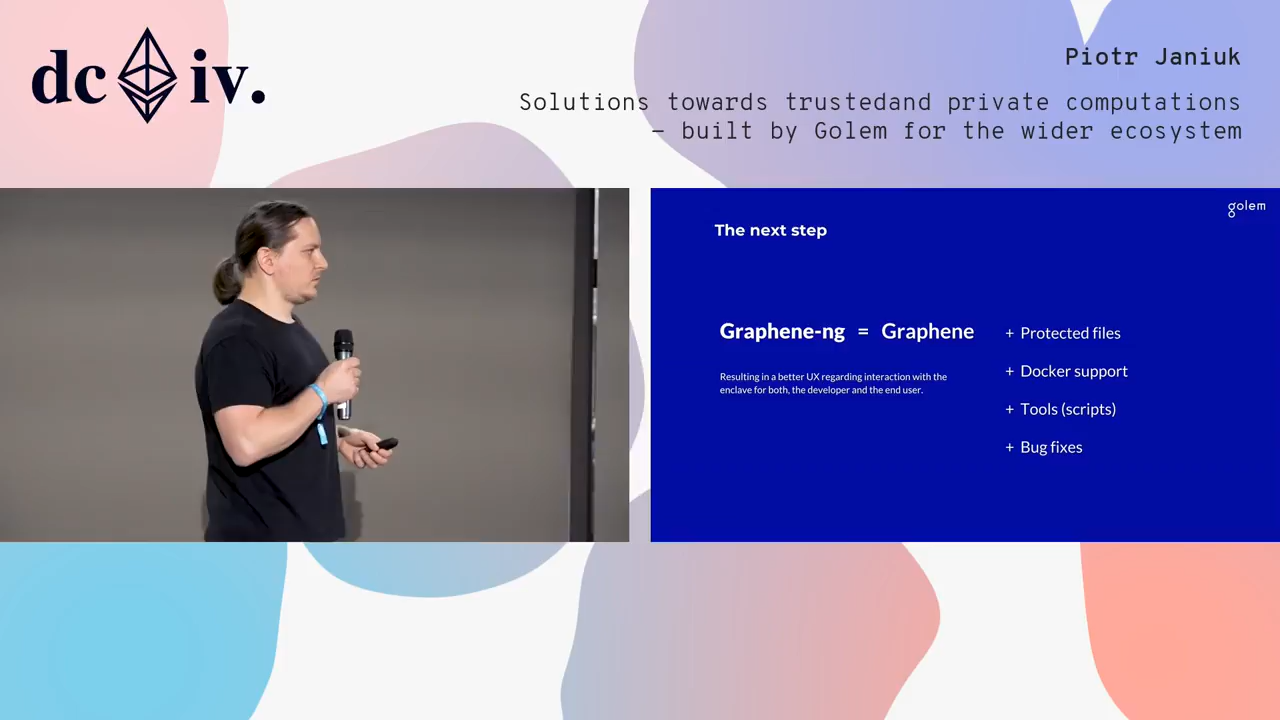 dc iv.
Piotr Janiuk
Solutions towards trustedand private computations
– built by Golem for the wider ecosystem
golem
The next step
Graphene-ng = Graphene
+ Protected files
+ Docker support
+ Tools (scripts)
+ Bug fixes
Resulting in a better UX regarding interaction with the
enclave for both, the developer and the end user.